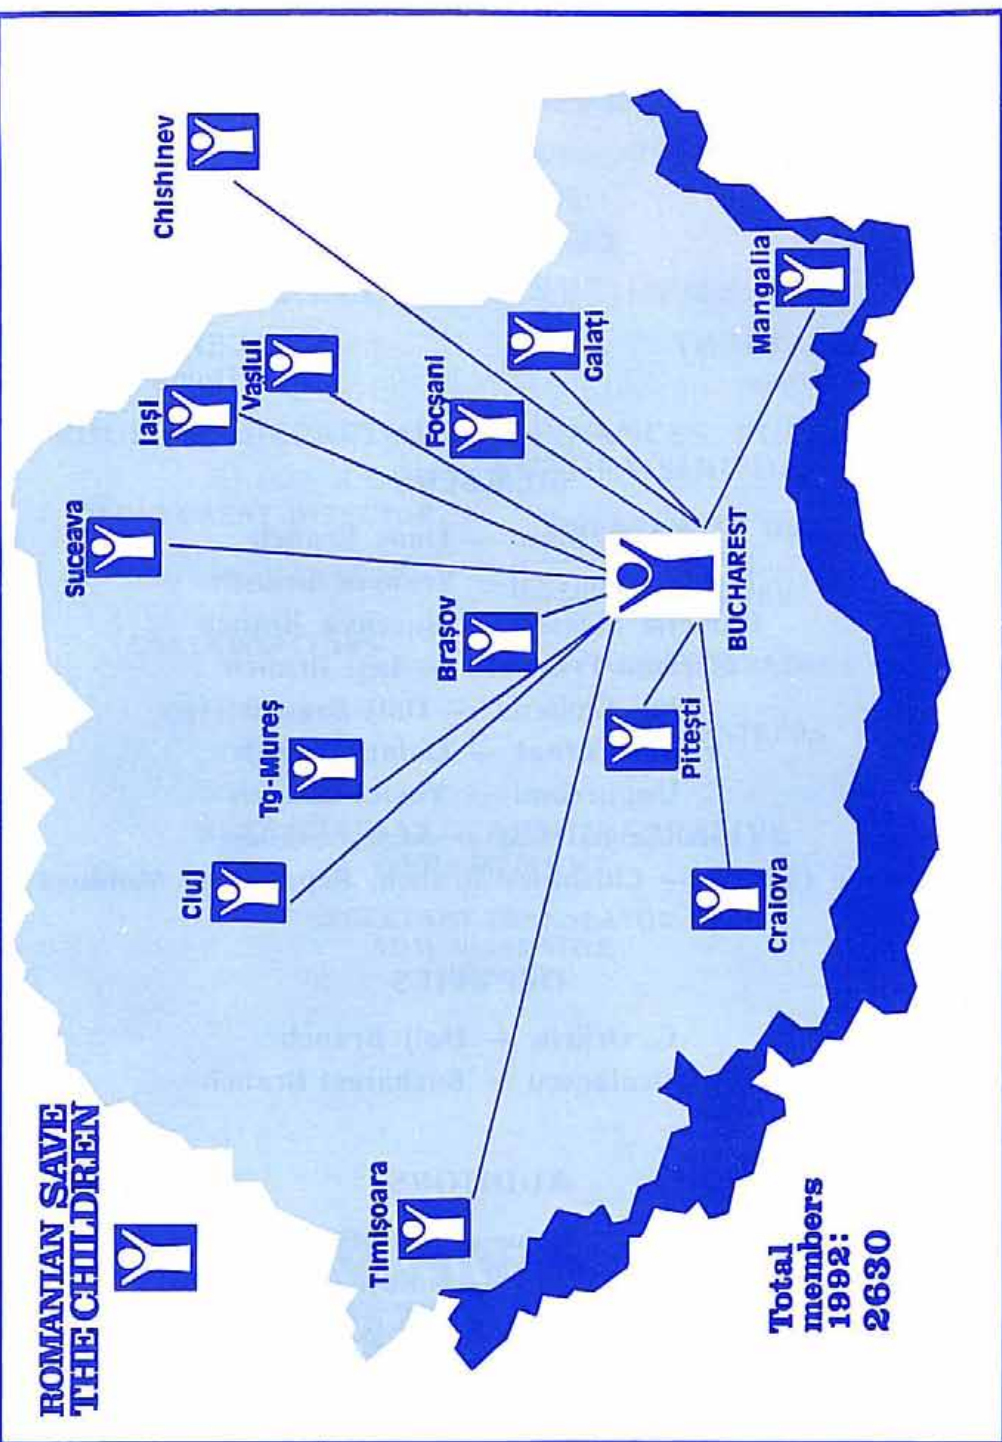 ROMANIAN SAVE
THE CHILDREN
Chishinev
Iași
Vaslui
Suceava
Focșani
Galați
Tg-Mureș
Brașov
Cluj
Mangalia
BUCHAREST
Pitești
Timișoara
Craiova
Total
members
1992:
2630